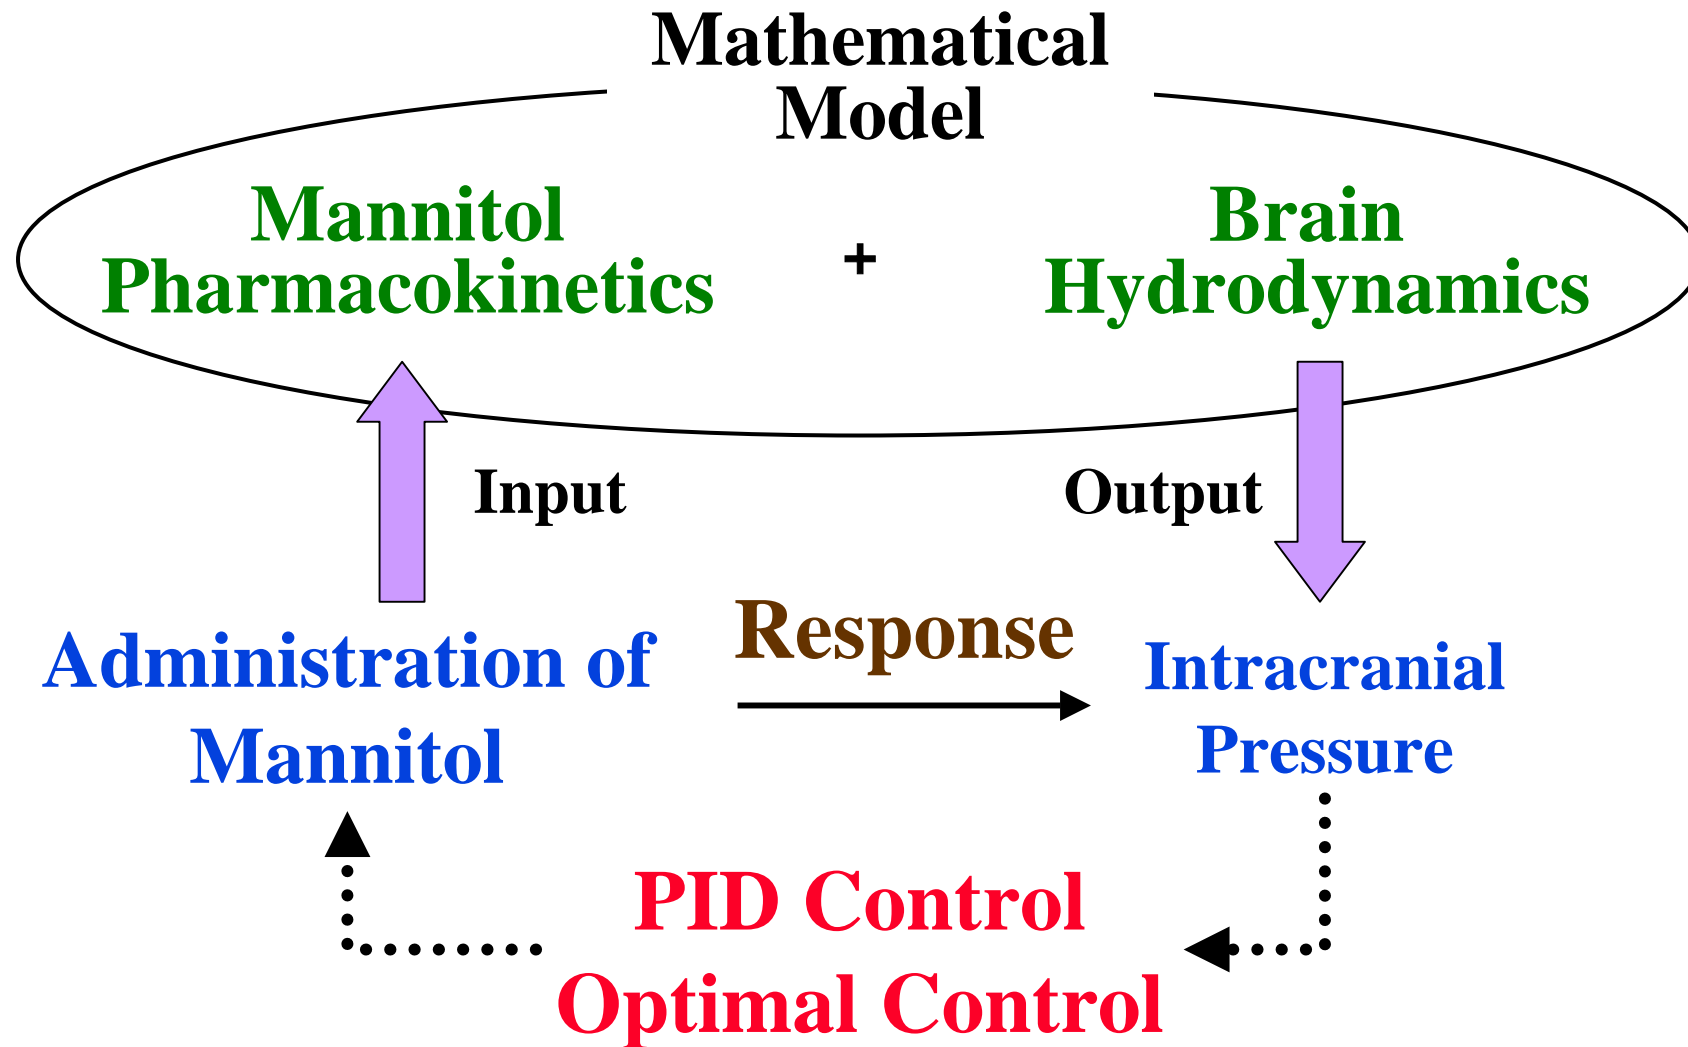 Mathematical
Model
Mannitol
Pharmacokinetics
+
Brain
Hydrodynamics
Input
Output
Administration of
Mannitol
Response
Intracranial
Pressure
PID Control
Optimal Control